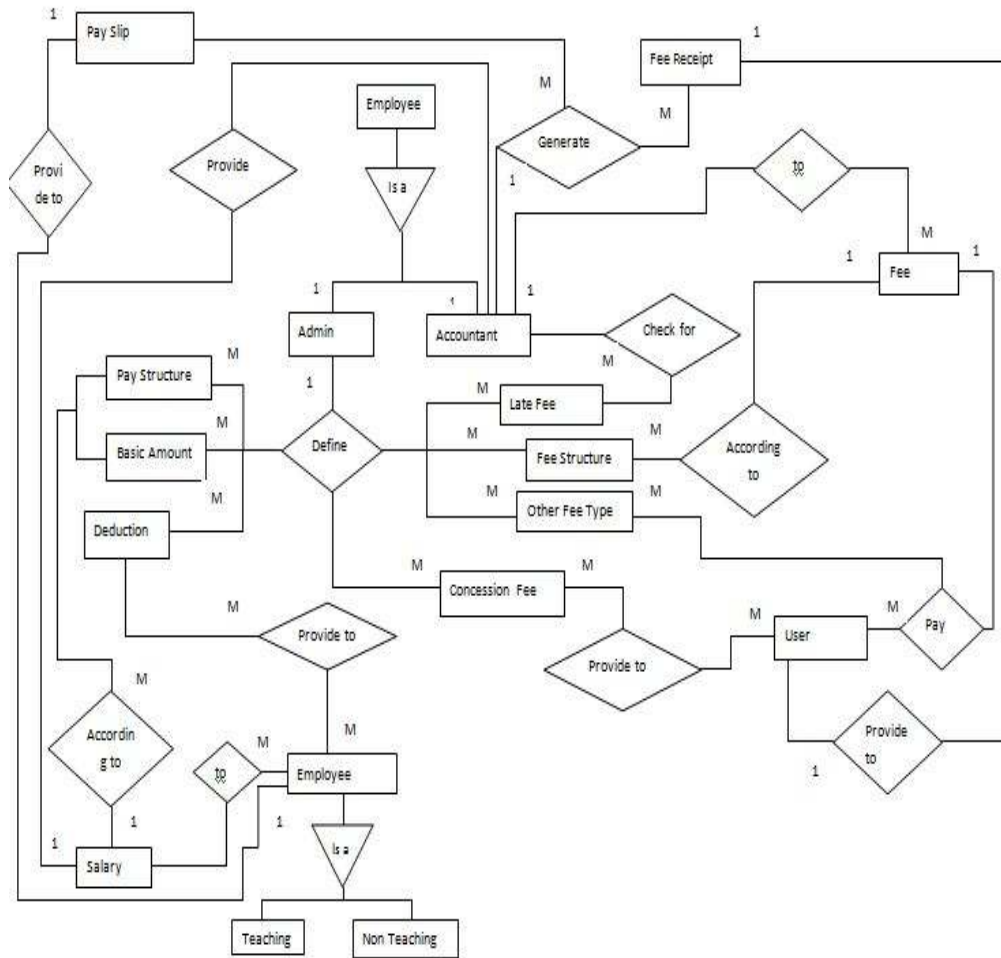 1
Pay Slip
1
Fee Receipt
M
M
Employee
M
Generate
Provi
de to
Provide
Is a
to
1
M
1
1
Fee
1
1
1
1
Admin
Accountant
Check for
M
M
Pay Structure
1
M
Late Fee
M
Basic Amount
Define
M
Fee Structure
M
According
to
M
M
Other Fee Type
M
Deduction
M
Concession Fee
M
M
Provide to
M
User
M
Pay
Provide to
M
Accordin
g to
M
M
to
Employee
1
Provide
to
1
1
1
Salary
Is a
Teaching
Non Teaching